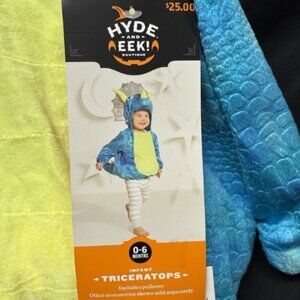 $25.00
HYDE
AND
EEK!
BOUTIQUE
0-6
MONTHS
INFANT
TRICERATOPS
Includes pullover
Other accessories shown sold separately